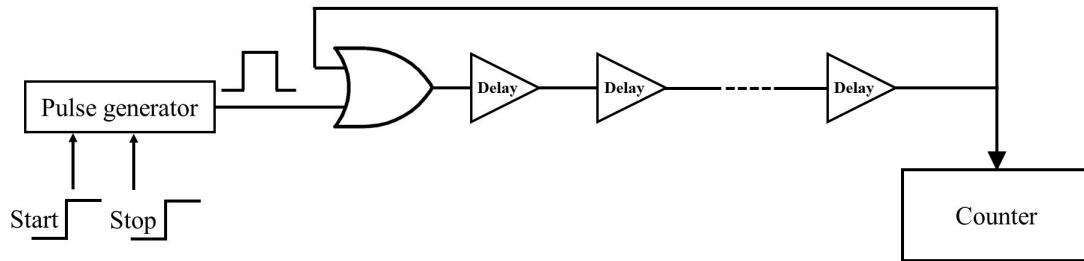 Pulse generator
Delay
Delay
Delay
Start
Stop
Counter